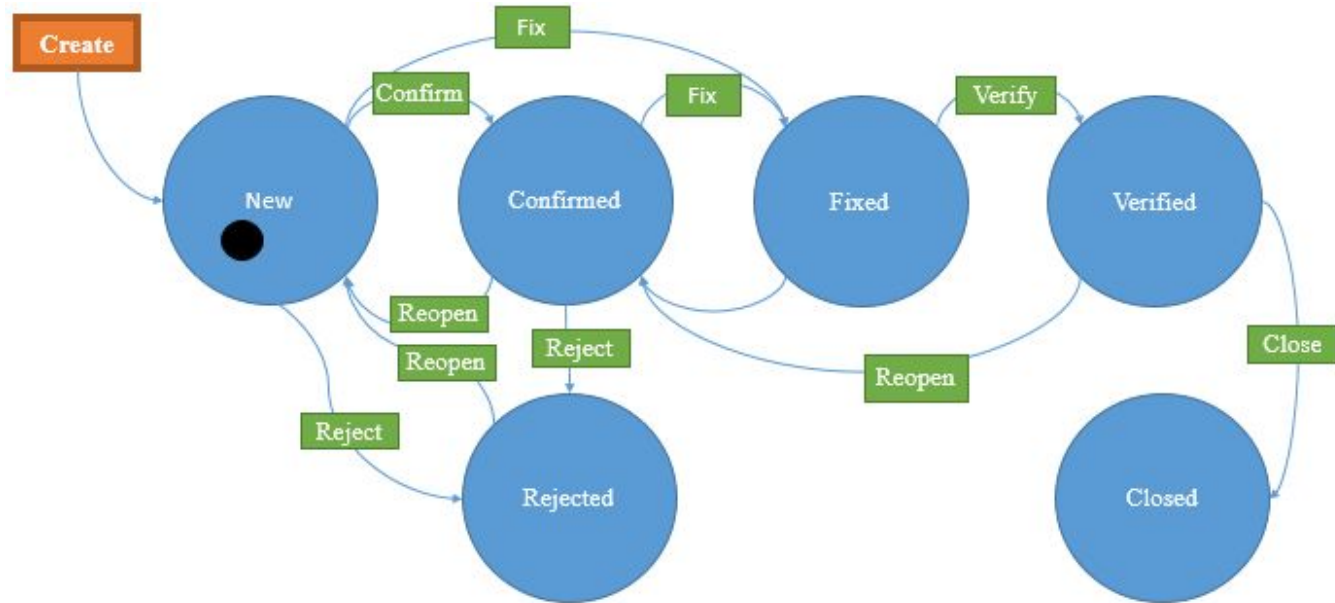 Create
Fix
Confirm
Fix
Verify
New
Confirmed
Fixed
Verified
Reopen
Reopen
Reject
Reopen
Close
Reject
Rejected
Closed